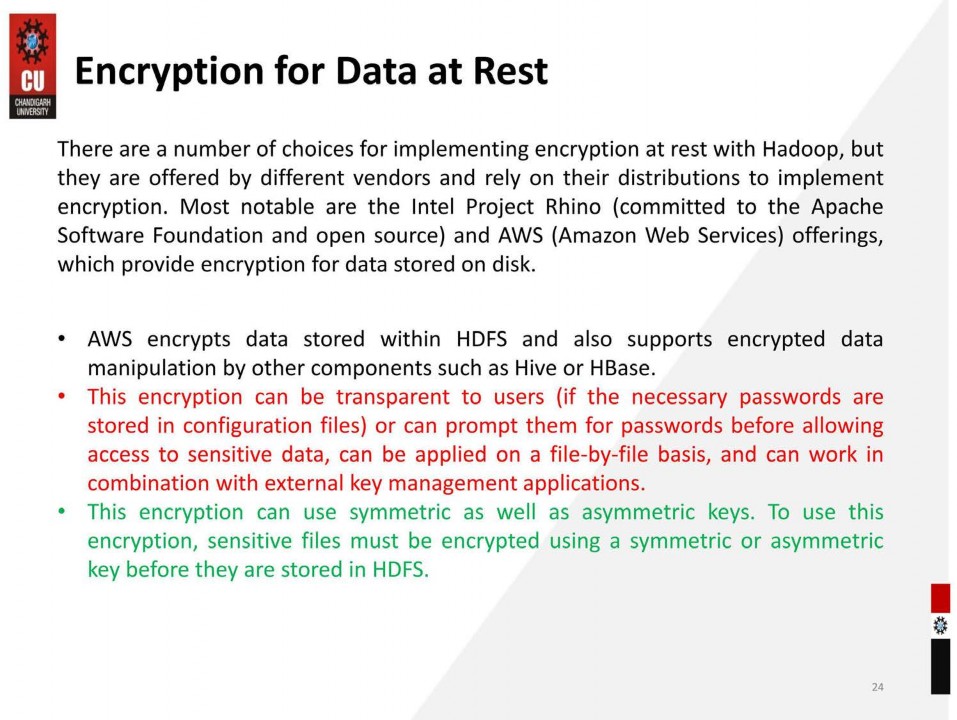 CU
CHANDIGARH
UNIVERSITY
Encryption for Data at Rest
There are a number of choices for implementing encryption at rest with Hadoop, but
they are offered by different vendors and rely on their distributions to implement
encryption. Most notable are the Intel Project Rhino (committed to the Apache
Software Foundation and open source) and AWS (Amazon Web Services) offerings,
which provide encryption for data stored on disk.
• AWS encrypts data stored within HDFS and also supports encrypted data
manipulation by other components such as Hive or HBase.
• This encryption can be transparent to users (if the necessary passwords are
stored in configuration files) or can prompt them for passwords before allowing
access to sensitive data, can be applied on a file-by-file basis, and can work in
combination with external key management applications.
• This encryption can use symmetric as well as asymmetric keys. To use this
encryption, sensitive files must be encrypted using a symmetric or asymmetric
key before they are stored in HDFS.
24